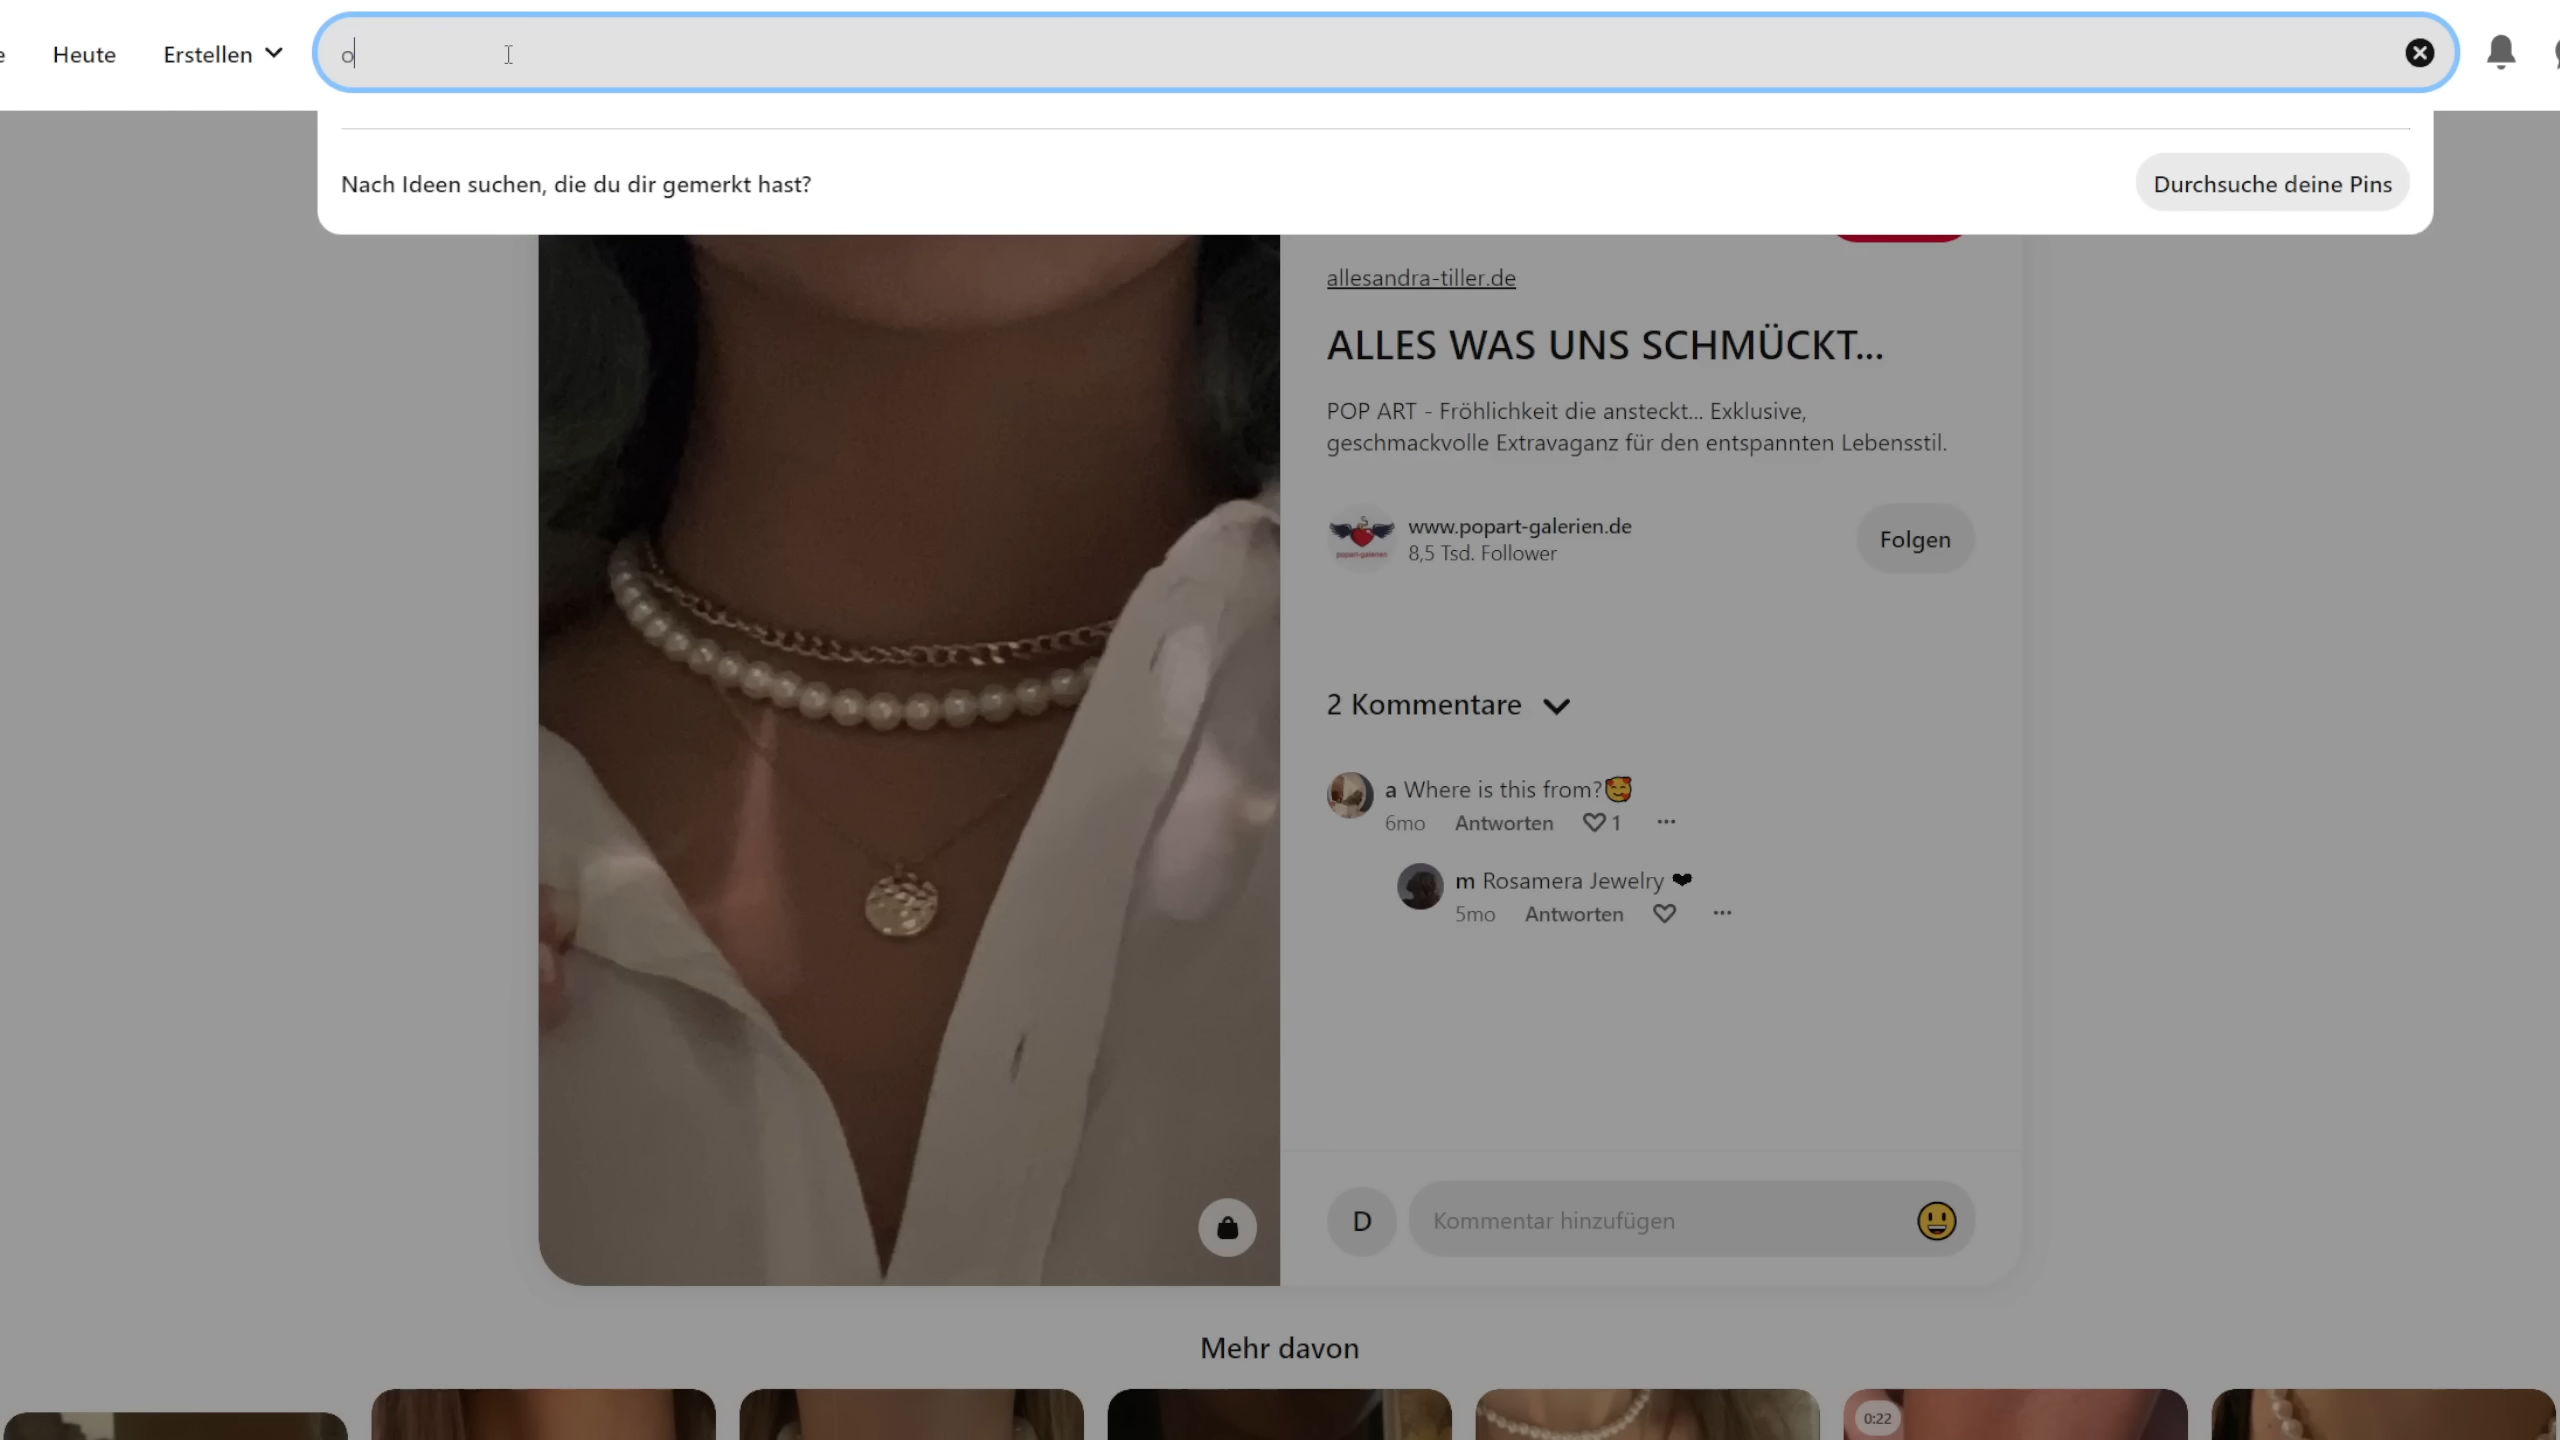 Heute
Erstellen
o
Nach Ideen suchen, die du dir gemerkt hast?
Durchsuche deine Pins
allesandra-tiller.de
ALLES WAS UNS SCHMÜCKT...
POP ART - Fröhlichkeit die ansteckt... Exklusive,
geschmackvolle Extravaganz für den entspannten Lebensstil.
www.popart-galerien.de
8,5 Tsd. Follower
Folgen
2 Kommentare
a Where is this from?🥰
6mo Antworten 1 ...
m Rosamera Jewelry ❤
5mo Antworten ...
D
Kommentar hinzufügen
Mehr davon
0:22